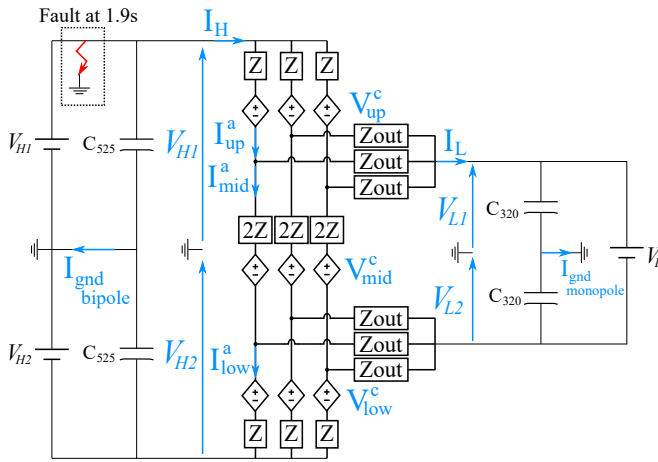 Fault at 1.9s
I_H
Z Z Z
V_up^c
V_H1
C_525
V_H1
I_up^a
Zout
I_mid^a
Zout
I_L
Zout
V_L1
C_320
2Z 2Z 2Z
I_gnd bipole
V_mid^c
I_gnd monopole
V_L2
C_320
V_H2
C_525
V_H2
I_low^a
Zout
Zout
Zout
V_low^c
Z Z Z